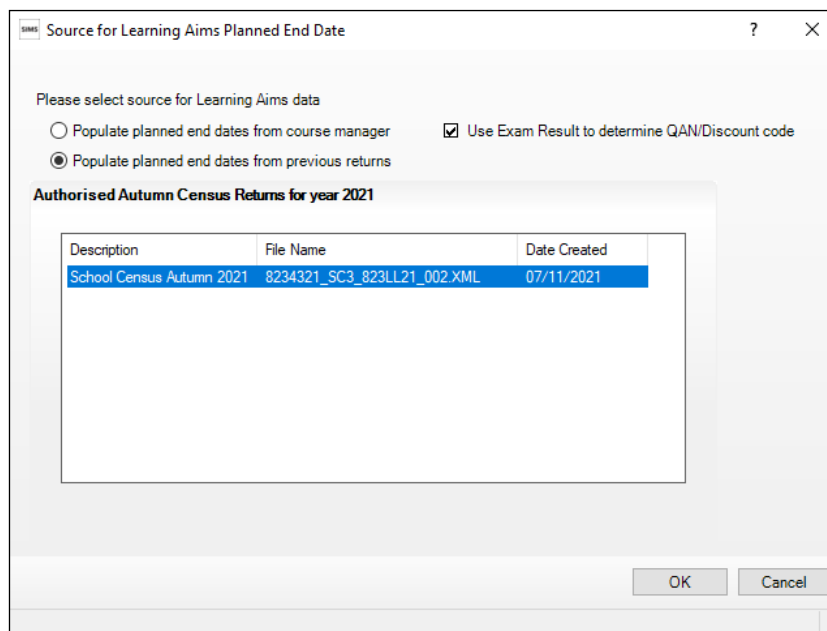 SIMS Source for Learning Aims Planned End Date ?
Please select source for Learning Aims data
Populate planned end dates from course manager Use Exam Result to determine QAN/Discount code
Populate planned end dates from previous returns
Authorised Autumn Census Returns for year 2021
Description File Name Date Created
School Census Autumn 2021 8234321_SC3_823LL21_002.XML 07/11/2021
OK Cancel